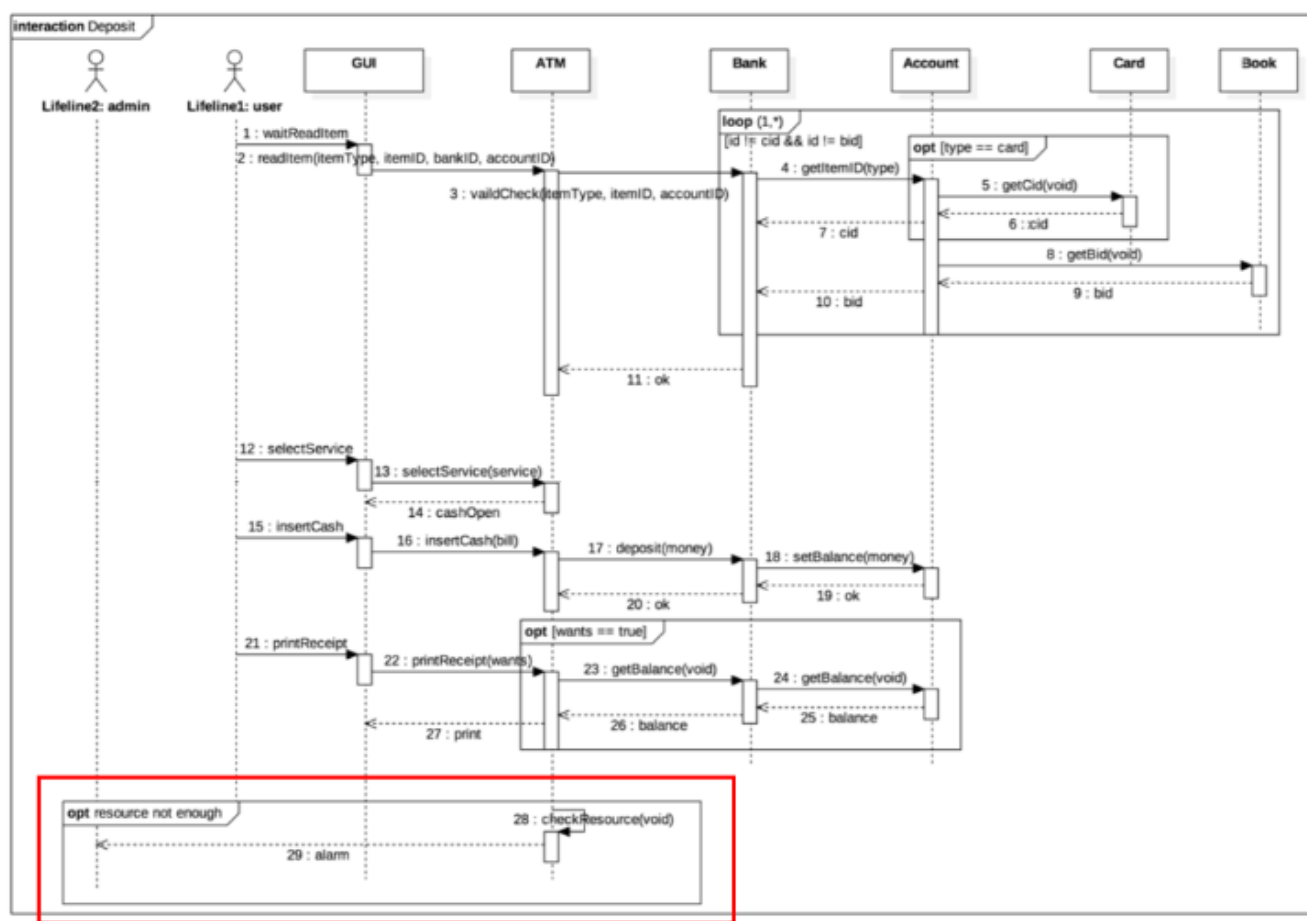 interaction Deposit
Lifeline2: admin
Lifeline1: user
GUI
ATM
Bank
Account
Card
Book
loop (1,*)
[id != cid && id != bid]
opt [type == card]
1 : waitReadItem
2 : readItem(itemType, itemID, bankID, accountID)
3 : vaildCheck(itemType, itemID, accountID)
4 : getItemID(type)
5 : getCid(void)
6 : cid
7 : cid
8 : getBid(void)
9 : bid
10 : bid
11 : ok
12 : selectService
13 : selectService(service)
14 : cashOpen
15 : insertCash
16 : insertCash(bill)
17 : deposit(money)
18 : setBalance(money)
19 : ok
20 : ok
opt [wants == true]
21 : printReceipt
22 : printReceipt(wants)
23 : getBalance(void)
24 : getBalance(void)
25 : balance
26 : balance
27 : print
opt resource not enough
28 : checkResource(void)
29 : alarm